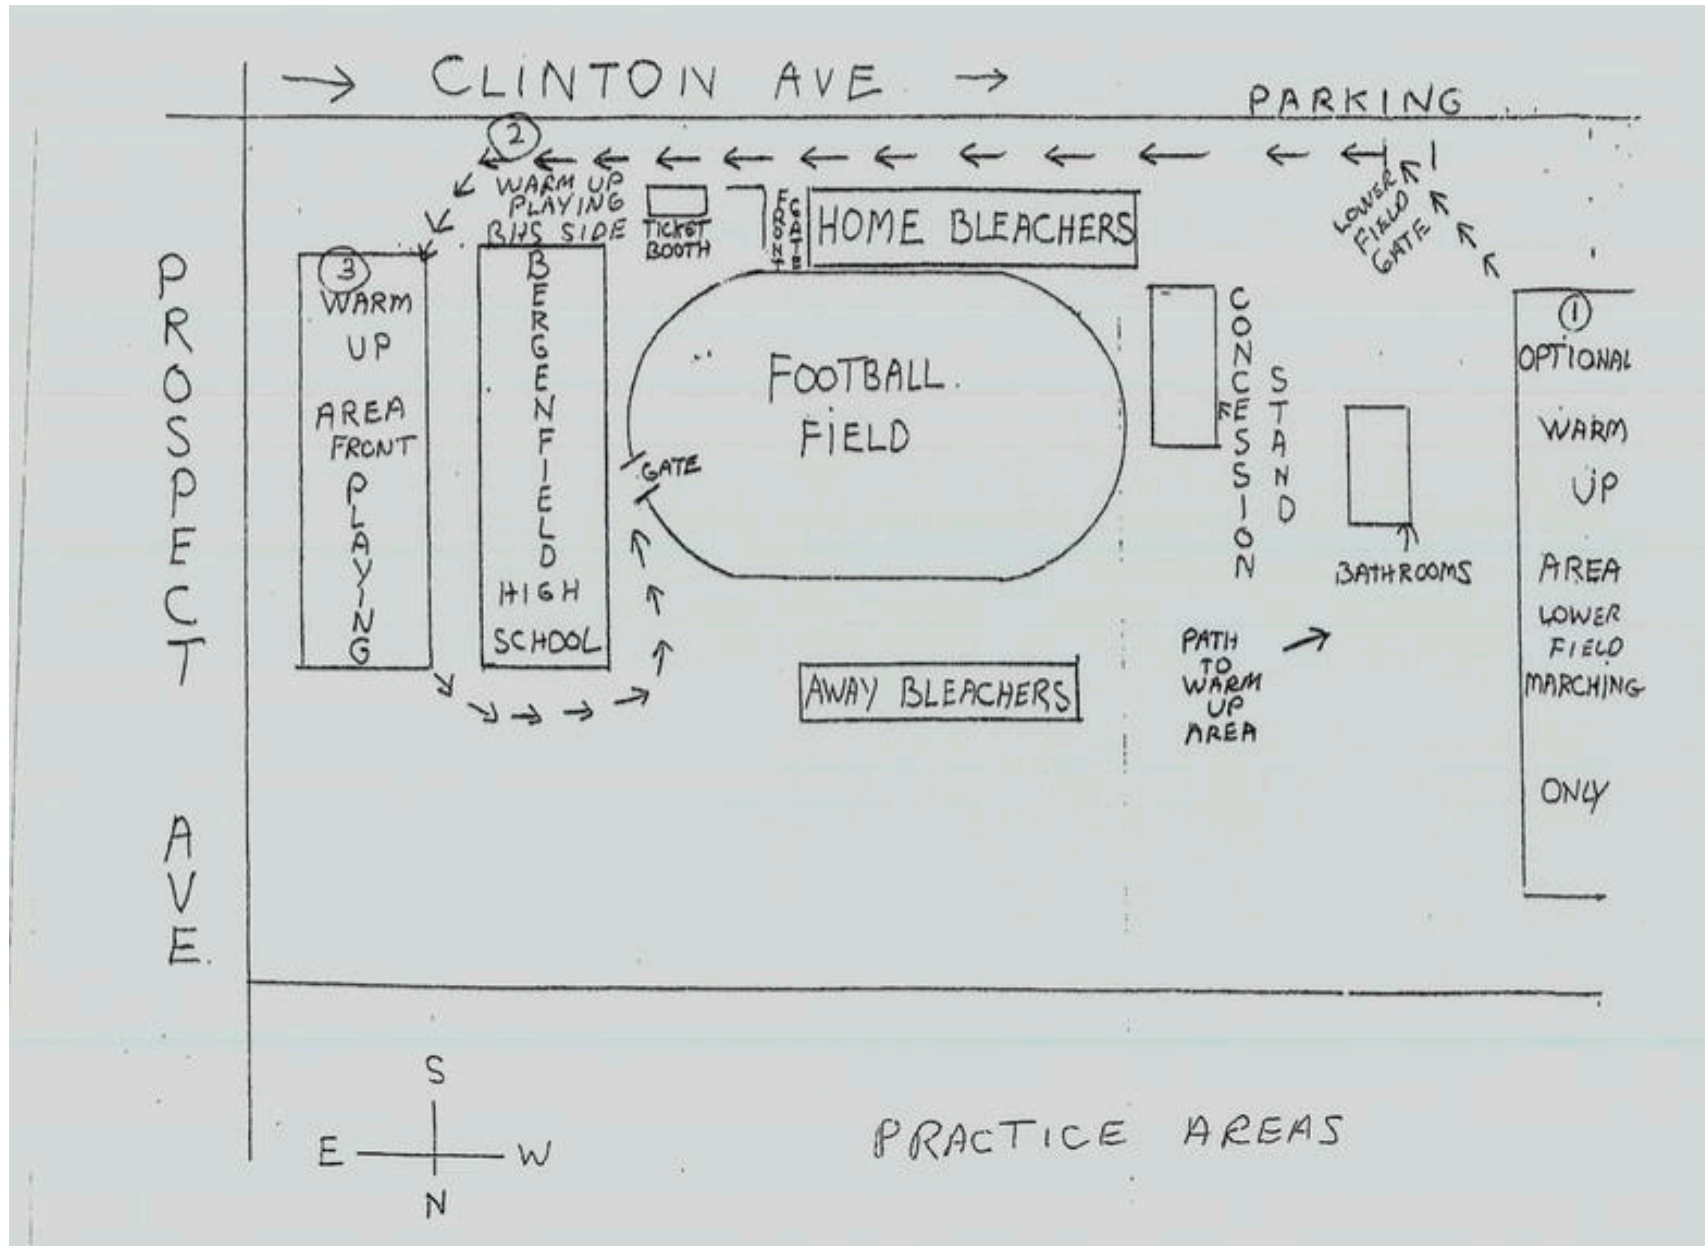 → CLINTON AVE →
PARKING
2
WARM UP
PLAYING
BHS SIDE
TICKET
BOOTH
FRONT
GATE
HOME BLEACHERS
LOWER
FIELD
GATE
PROSPECT AVE.
3
WARM
UP
AREA
FRONT
PLAYING
BERGENFIELD
HIGH
SCHOOL
FOOTBALL
FIELD
GATE
CONCESSION
STAND
BATHROOMS
1
OPTIONAL
WARM
UP
AREA
LOWER
FIELD
MARCHING
ONLY
AWAY BLEACHERS
PATH
TO
WARM
UP
AREA
S
E W
N
PRACTICE AREAS